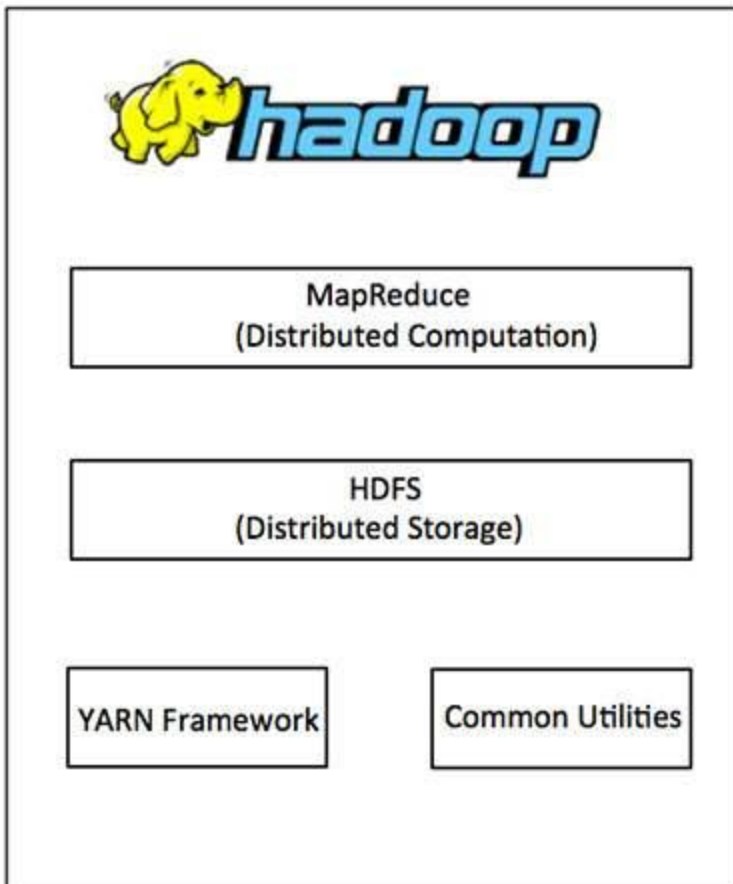 hadoop
MapReduce
(Distributed Computation)
HDFS
(Distributed Storage)
YARN Framework
Common Utilities